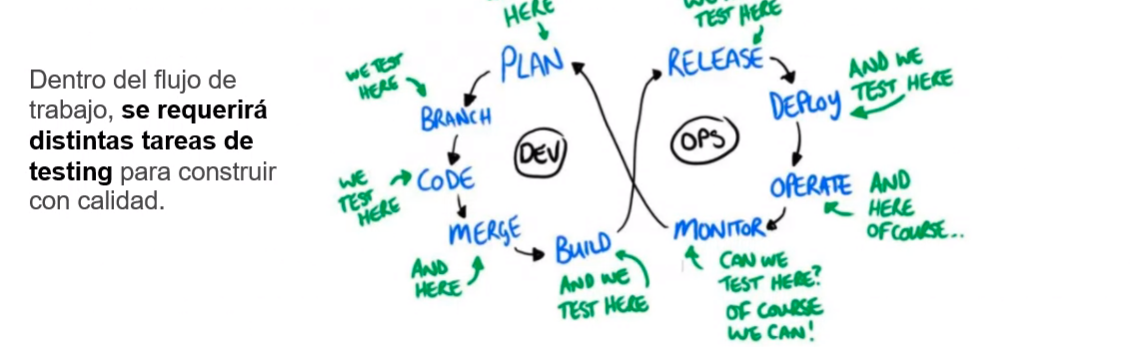 Dentro del flujo de
trabajo, se requerirá
distintas tareas de
testing para construir
con calidad.
HERE
PLAN
WE TEST
HERE
BRANCH
DEV
WE
TEST
HERE
CODE
MERGE
AND
HERE
BUILD
AND WE
TEST HERE
TEST HERE
RELEASE
AND WE
TEST HERE
DEPLOY
OPS
OPERATE
AND
HERE
OF COURSE..
MONITOR
CAN WE
TEST HERE?
OF COURSE
WE CAN!